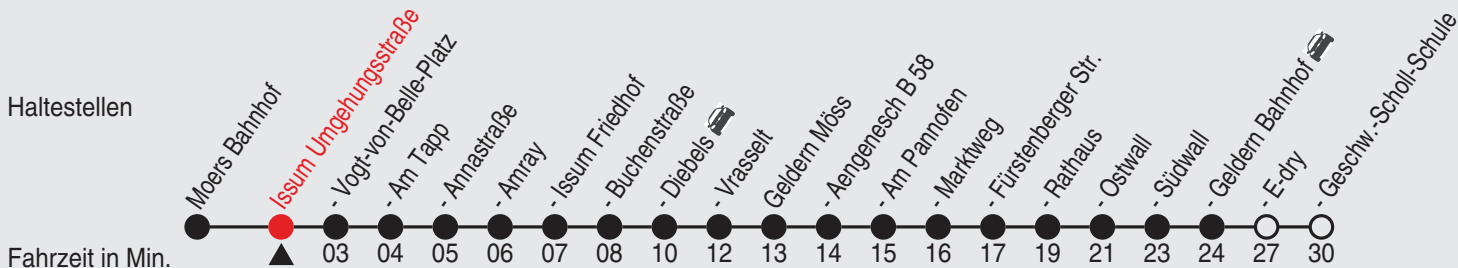 Haltestellen
Moers Bahnhof
Issum Umgehungsstraße
- Vogt-von-Belle-Platz
- Am Tapp
- Annastraße
- Amray
- Issum Friedhof
- Buchenstraße
- Diebels
- Vrasselt
Geldern Möss
- Aengenesch B 58
- Am Pannofen
- Marktweg
- Fürstenberger Str.
- Rathaus
- Ostwall
- Südwall
- Geldern Bahnhof
- E-dry
- Geschw.-Scholl-Schule
Fahrzeit in Min. 03 04 05 06 07 08 10 12 13 14 15 16 17 19 21 23 24 27 30